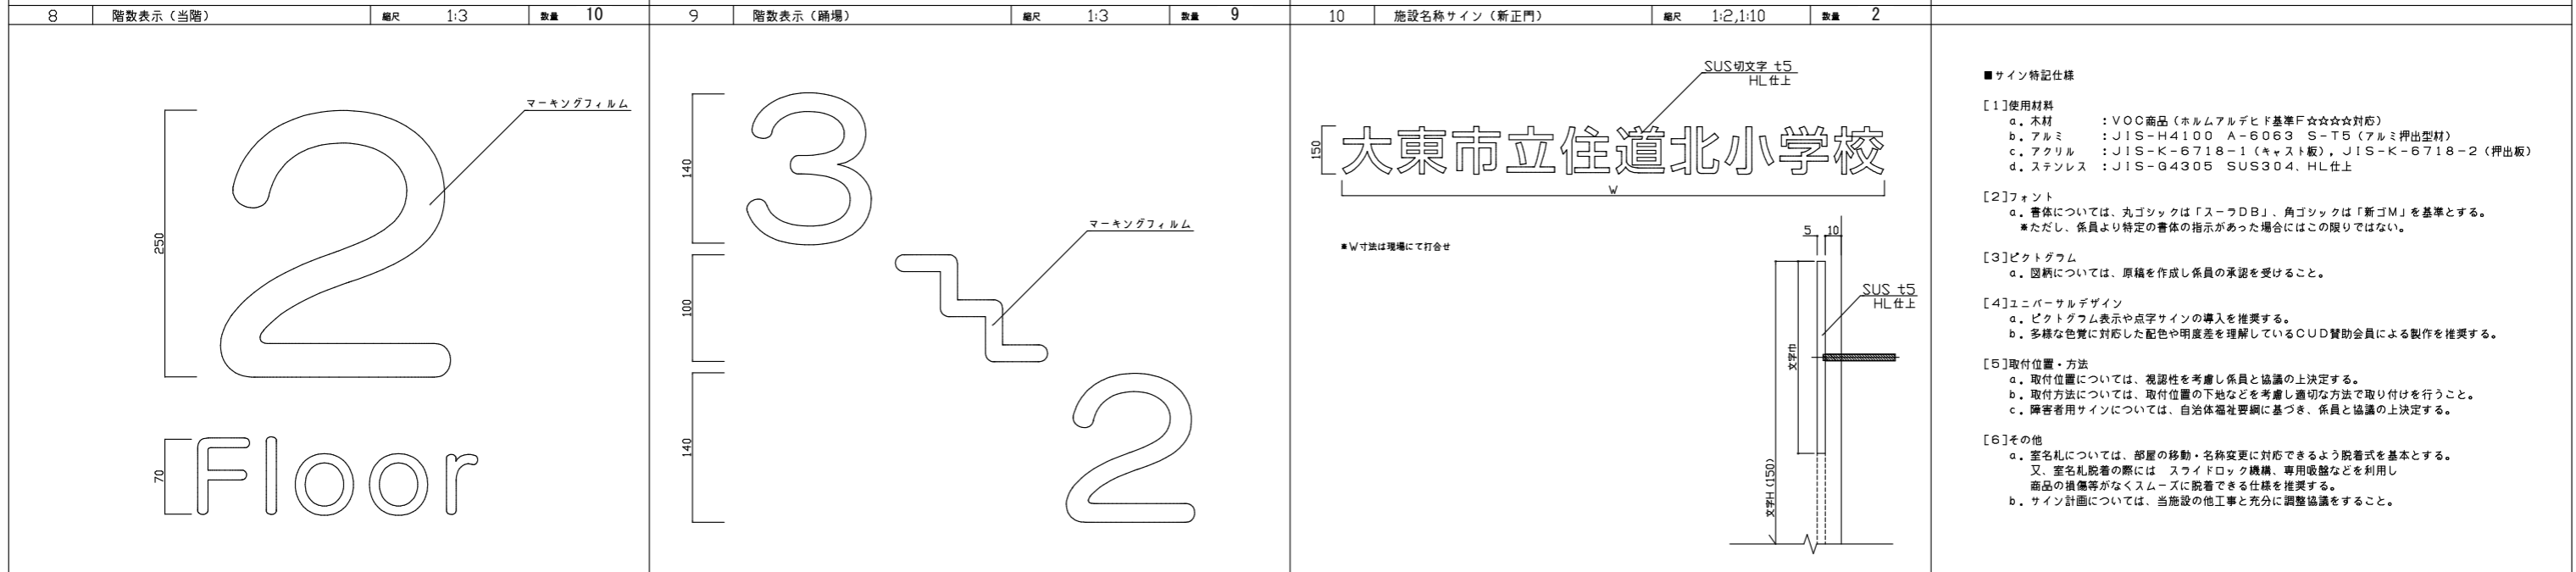 8 階数表示（当階） 縮尺 1:3 数量 10
250
マーキングフィルム
2
70
Floor
9 階数表示（踊場） 縮尺 1:3 数量 9
140
3
マーキングフィルム
100
140
2
10 施設名称サイン（新正門） 縮尺 1:2,1:10 数量 2
SUS切文字 t5
HL仕上
150
大東市立住道北小学校
W
※W寸法は現場にて打合せ
5 10
SUS t5
HL仕上
文字巾
文字H(150)
■サイン特記仕様
[1]使用材料
a. 木材 ：VOC商品（ホルムアルデヒド基準F☆☆☆☆対応）
b. アルミ ：JIS-H4100 A-6063 S-T5（アルミ押出型材）
c. アクリル ：JIS-K-6718-1（キャスト板），JIS-K-6718-2（押出板）
d. ステンレス ：JIS-G4305 SUS304、HL仕上
[2]フォント
a. 書体については、丸ゴシックは「スーラDB」、角ゴシックは「新ゴM」を基準とする。
※ただし、係員より特定の書体の指示があった場合にはこの限りではない。
[3]ピクトグラム
a. 図柄については、原稿を作成し係員の承認を受けること。
[4]ユニバーサルデザイン
a. ピクトグラム表示や点字サインの導入を推奨する。
b. 多様な色覚に対応した配色や明度差を理解しているCUD賛助会員による製作を推奨する。
[5]取付位置・方法
a. 取付位置については、視認性を考慮し係員と協議の上決定する。
b. 取付方法については、取付位置の下地などを考慮し適切な方法で取り付けを行うこと。
c. 障害者用サインについては、自治体福祉要綱に基づき、係員と協議の上決定する。
[6]その他
a. 室名札については、部屋の移動・名称変更に対応できるよう脱着式を基本とする。
又、室名札脱着の際には スライドロック機構、専用吸盤などを利用し
商品の損傷等がなくスムーズに脱着できる仕様を推奨する。
b. サイン計画については、当施設の他工事と充分に調整協議をすること。